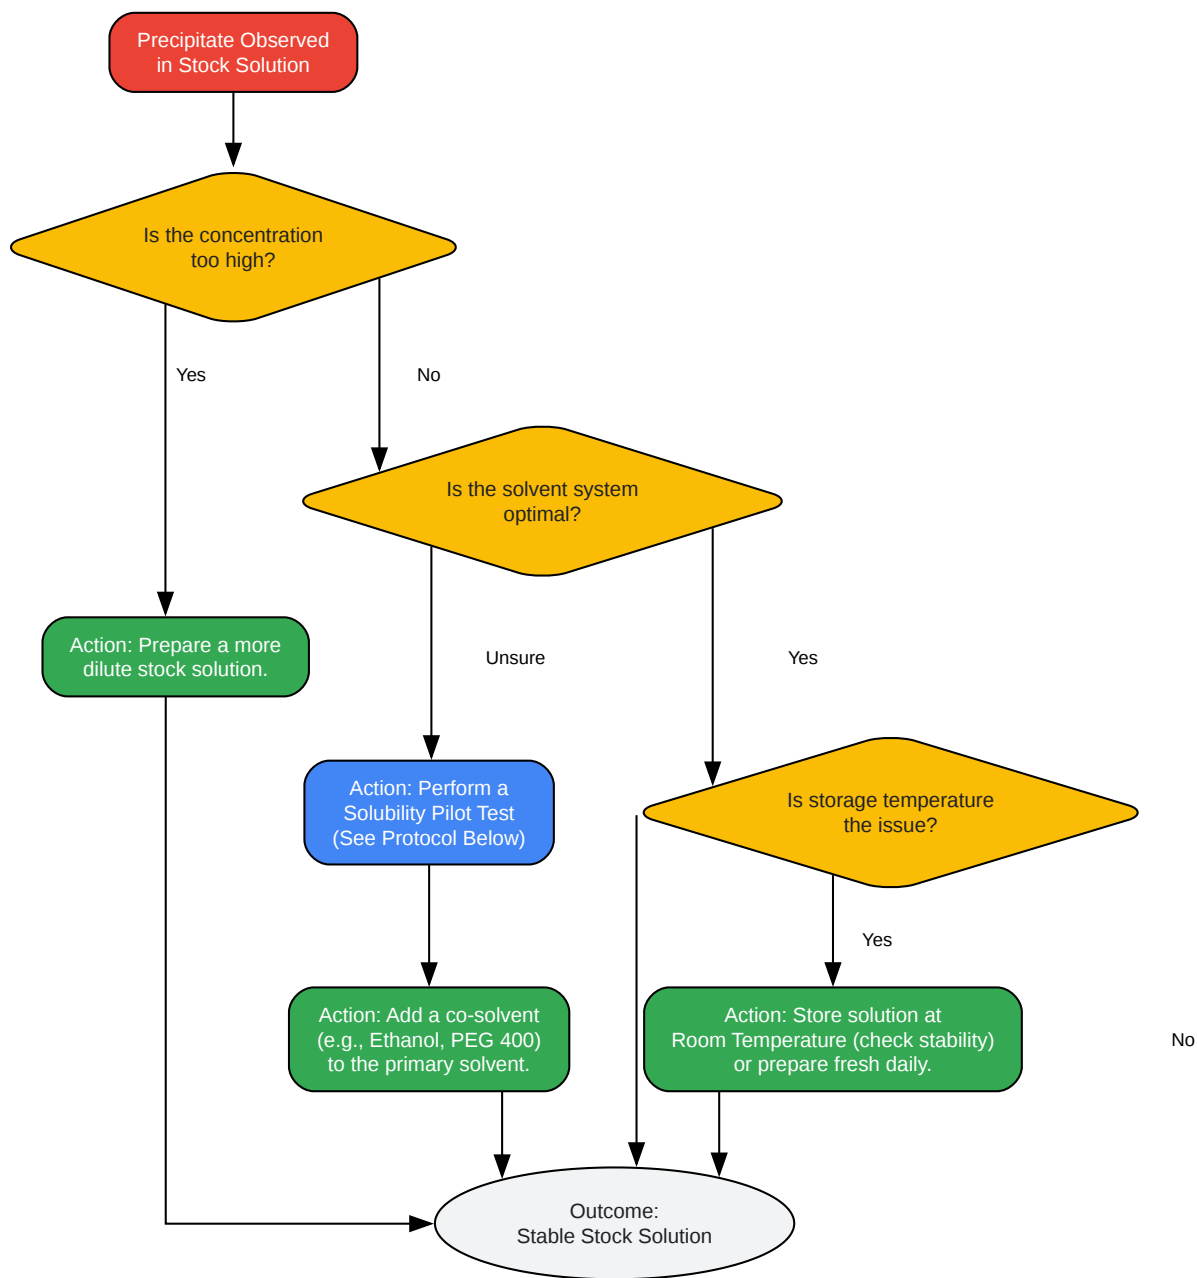 Precipitate Observed
in Stock Solution
Is the concentration
too high?
Yes
No
Is the solvent system
optimal?
Action: Prepare a more
dilute stock solution.
Unsure
Yes
Action: Perform a
Solubility Pilot Test
(See Protocol Below)
Is storage temperature
the issue?
Yes
Action: Add a co-solvent
(e.g., Ethanol, PEG 400)
to the primary solvent.
Action: Store solution at
Room Temperature (check stability)
or prepare fresh daily.
No
Outcome:
Stable Stock Solution